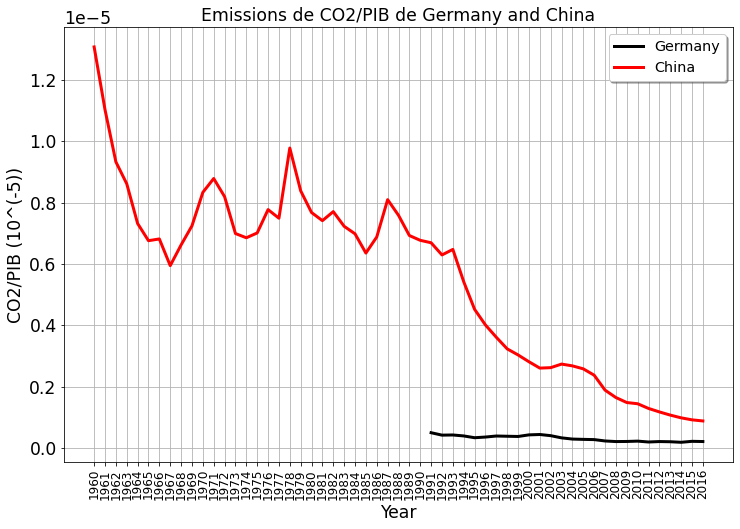 Emissions de CO2/PIB de Germany and China
1e−5
Germany
China
1.2
1.0
0.8
0.6
0.4
0.2
0.0
CO2/PIB (10^(-5))
1960 1961 1962 1963 1964 1965 1966 1967 1968 1969 1970 1971 1972 1973 1974 1975 1976 1977 1978 1979 1980 1981 1982 1983 1984 1985 1986 1987 1988 1989 1990 1991 1992 1993 1994 1995 1996 1997 1998 1999 2000 2001 2002 2003 2004 2005 2006 2007 2008 2009 2010 2011 2012 2013 2014 2015 2016
Year